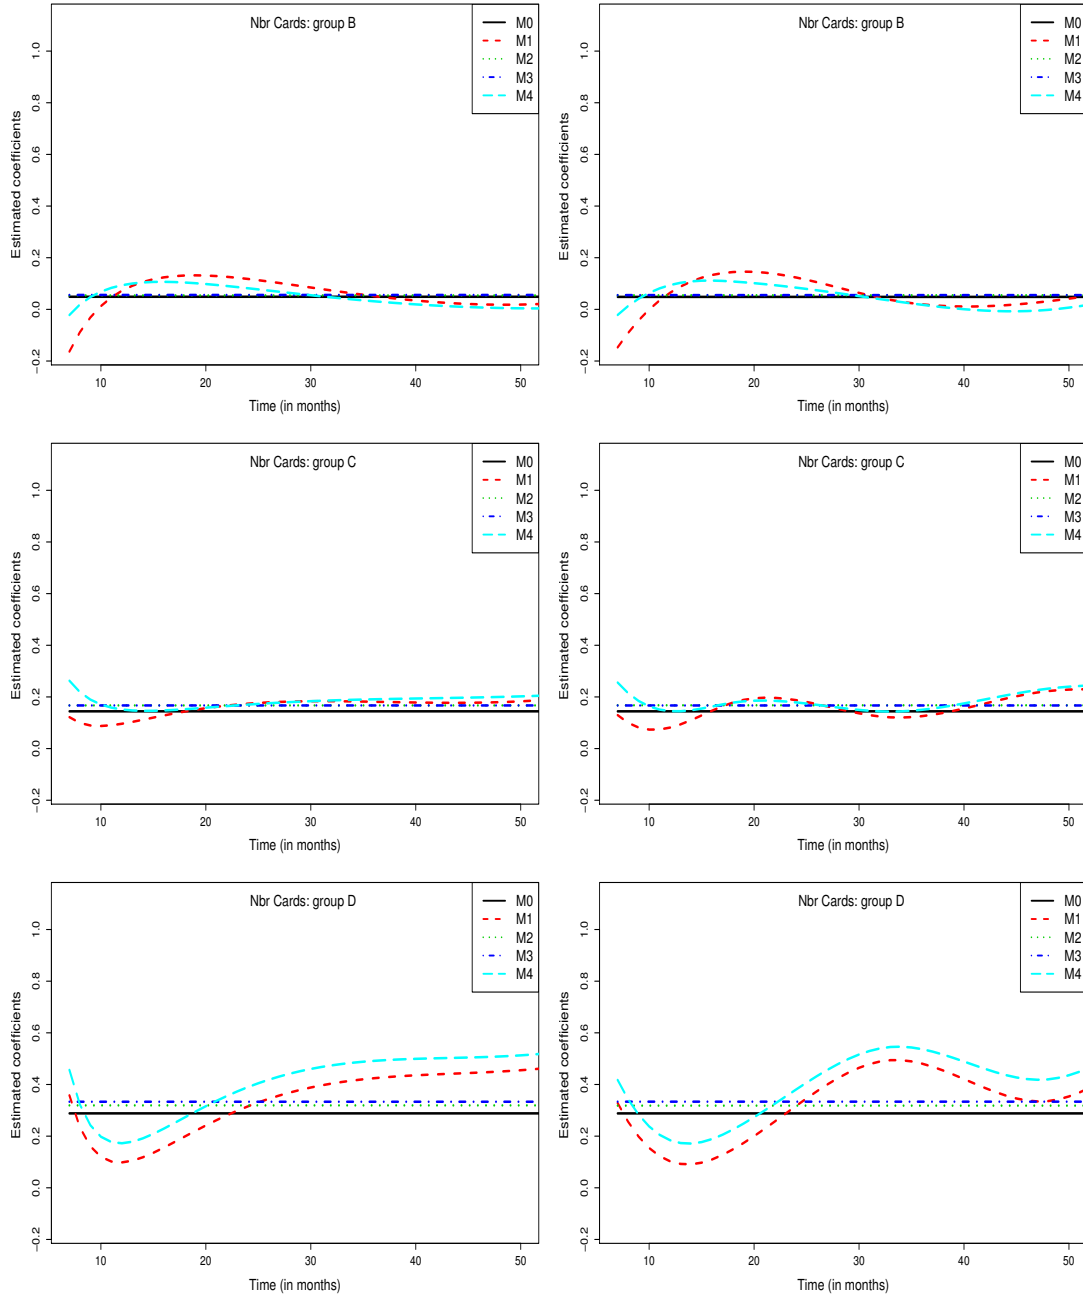 Nbr Cards: group B
M0
M1
M2
M3
M4
Estimated coefficients
1.0
0.8
0.6
0.4
0.2
0.0
−0.2
10 20 30 40 50
Time (in months)
Nbr Cards: group B
M0
M1
M2
M3
M4
Estimated coefficients
1.0
0.8
0.6
0.4
0.2
0.0
−0.2
10 20 30 40 50
Time (in months)
Nbr Cards: group C
M0
M1
M2
M3
M4
Estimated coefficients
1.0
0.8
0.6
0.4
0.2
0.0
−0.2
10 20 30 40 50
Time (in months)
Nbr Cards: group C
M0
M1
M2
M3
M4
Estimated coefficients
1.0
0.8
0.6
0.4
0.2
0.0
−0.2
10 20 30 40 50
Time (in months)
Nbr Cards: group D
M0
M1
M2
M3
M4
Estimated coefficients
1.0
0.8
0.6
0.4
0.2
0.0
−0.2
10 20 30 40 50
Time (in months)
Nbr Cards: group D
M0
M1
M2
M3
M4
Estimated coefficients
1.0
0.8
0.6
0.4
0.2
0.0
−0.2
10 20 30 40 50
Time (in months)